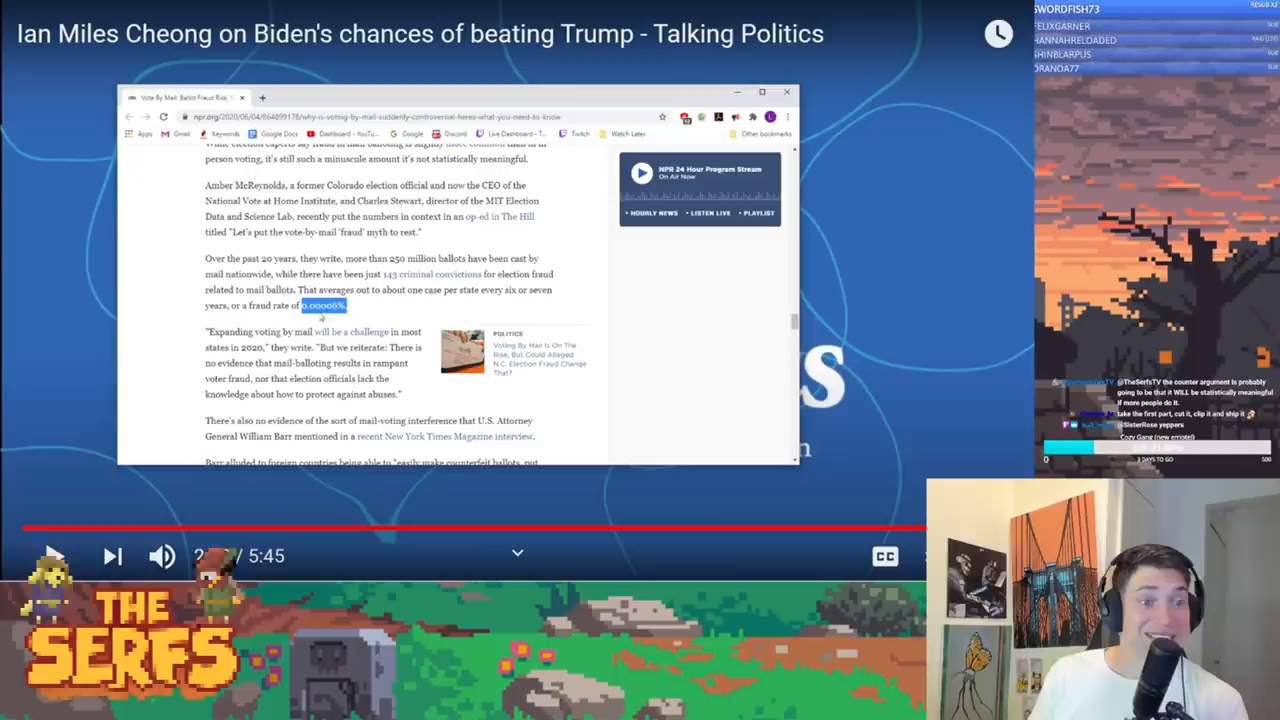 Ian Miles Cheong on Biden's chances of beating Trump - Talking Politics
Vote By Mail: Ballot Fraud Risk,
npr.org/2020/06/04/864899178/why-is-voting-by-mail-suddenly-controversial-heres-what-you-need-to-know
Apps Gmail Keywords Google Docs Dashboard - YouTu... Google Discord Live Dashboard - T... Twitch Watch Later Other bookmarks
While election experts say fraud in mail balloting is slightly more common than in in-
person voting, it's still such a minuscule amount it's not statistically meaningful.
Amber McReynolds, a former Colorado election official and now the CEO of the
National Vote at Home Institute, and Charles Stewart, director of the MIT Election
Data and Science Lab, recently put the numbers in context in an op-ed in The Hill
titled "Let's put the vote-by-mail 'fraud' myth to rest."
Over the past 20 years, they write, more than 250 million ballots have been cast by
mail nationwide, while there have been just 143 criminal convictions for election fraud
related to mail ballots. That averages out to about one case per state every six or seven
years, or a fraud rate of 0.00006%.
"Expanding voting by mail will be a challenge in most
states in 2020," they write. "But we reiterate: There is
no evidence that mail-balloting results in rampant
voter fraud, nor that election officials lack the
knowledge about how to protect against abuses."
POLITICS
Voting By Mail Is On The
Rise, But Could Alleged
N.C. Election Fraud Change
That?
There's also no evidence of the sort of mail-voting interference that U.S. Attorney
General William Barr mentioned in a recent New York Times Magazine interview.
Barr alluded to foreign countries being able to "easily make counterfeit ballots, put
NPR 24 Hour Program Stream
On Air Now
• HOURLY NEWS • LISTEN LIVE • PLAYLIST
s
n
/ 5:45
CC
THE
SERFS
SWORDFISH73
FELIXGARNER SUB
HANNAHRELOADED
SHINBLARPUS SUB
ORANOA77 SUB
@TheSerfsTV the counter argument is probably
going to be that it WILL be statistically meaningful
if more people do it.
take the first part, cut it, clip it and ship it
@SisterRose yeppers
Cozy Gang (new emote!)
0 3 DAYS TO GO 500